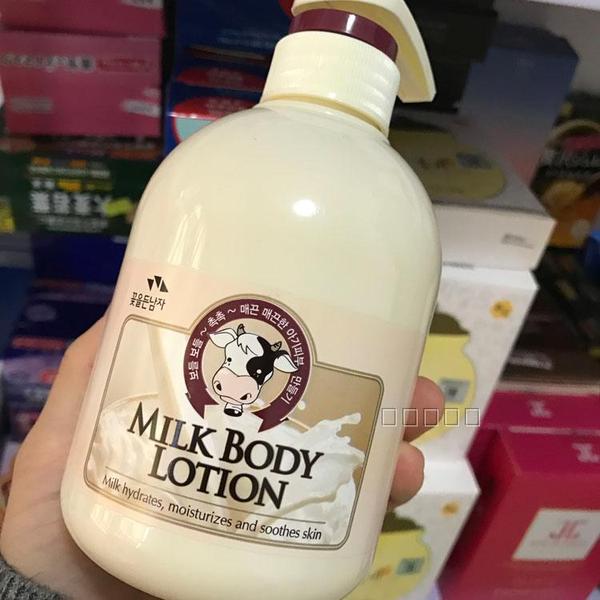 꽃을든남자
보들 보들 ~ 촉촉 ~ 매끈 매끈한 아기피부 만들기
MILK BODY
LOTION
Milk hydrates, moisturizes and soothes skin